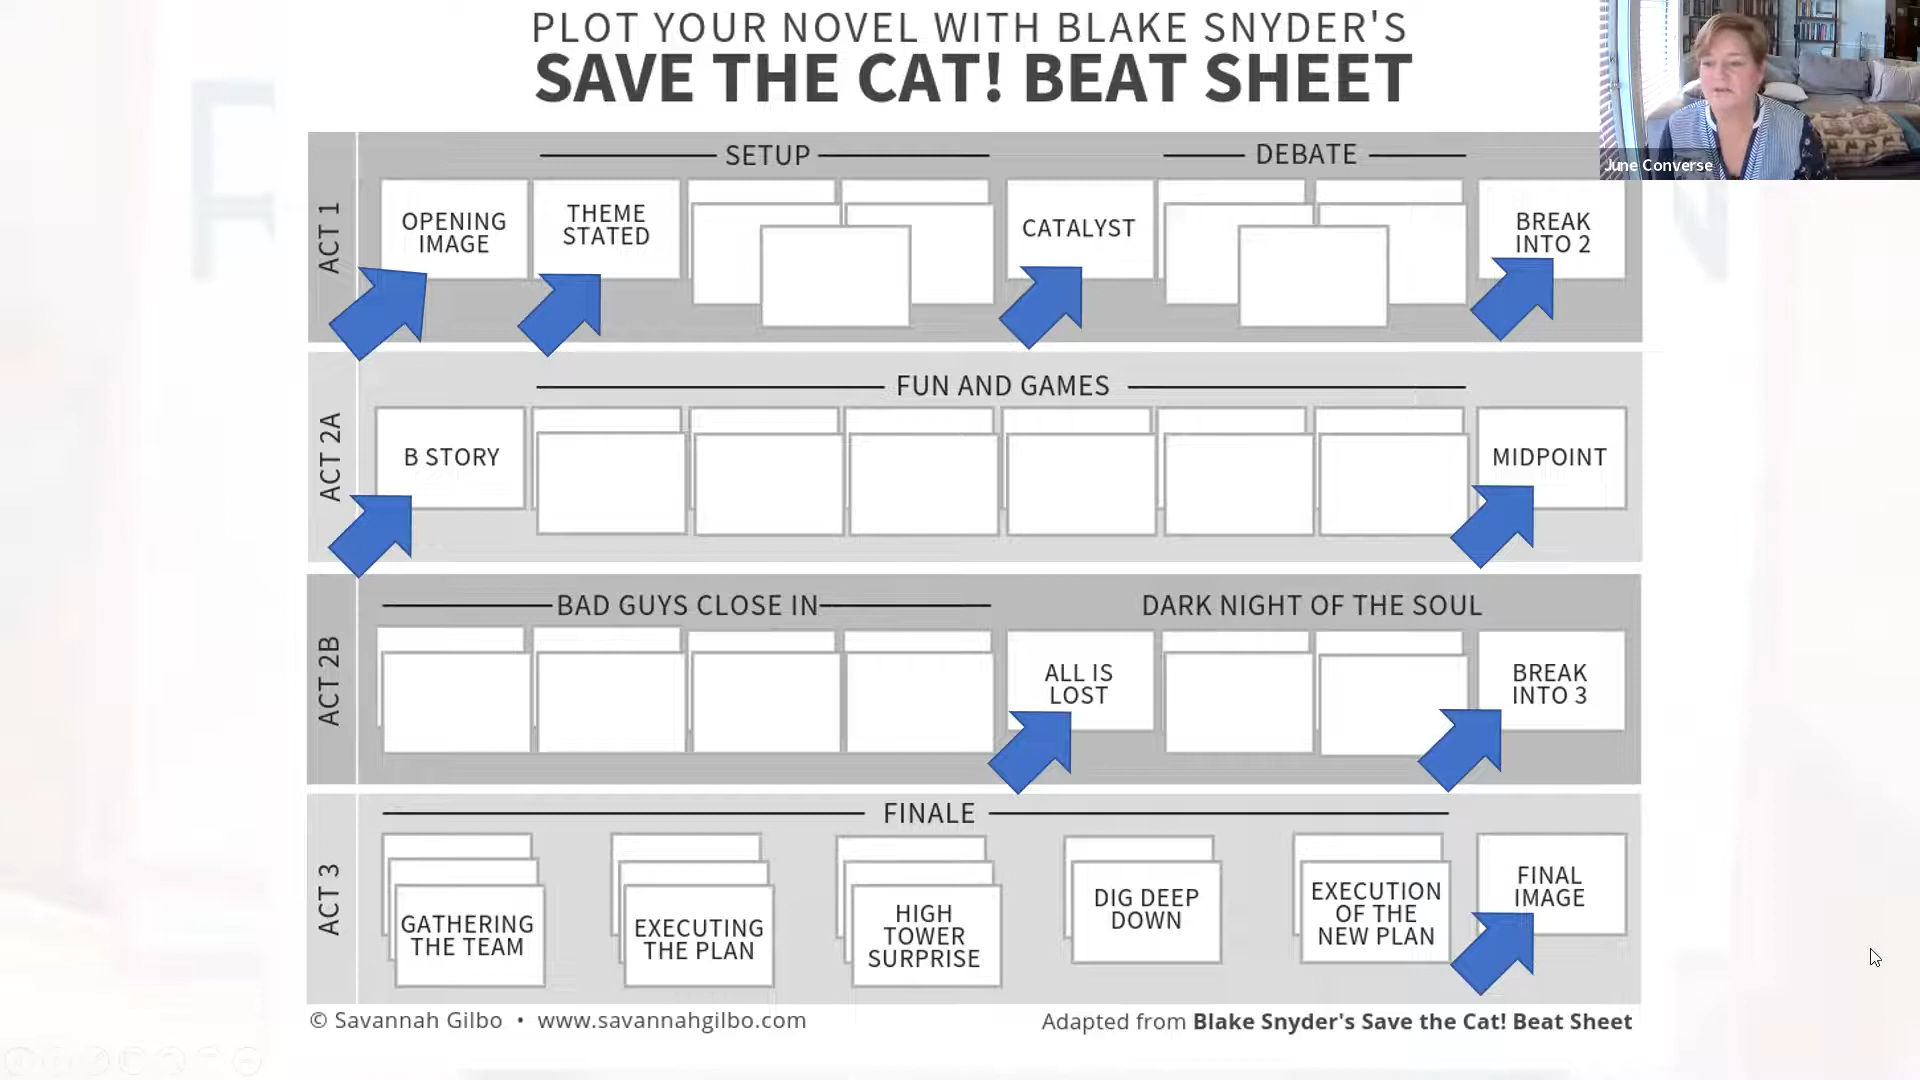 PLOT YOUR NOVEL WITH BLAKE SNYDER'S
SAVE THE CAT! BEAT SHEET
June Converse
ACT 1
SETUP
DEBATE
OPENING
IMAGE
THEME
STATED
CATALYST
BREAK
INTO 2
ACT 2A
FUN AND GAMES
B STORY
MIDPOINT
ACT 2B
BAD GUYS CLOSE IN
DARK NIGHT OF THE SOUL
ALL IS
LOST
BREAK
INTO 3
ACT 3
FINALE
GATHERING
THE TEAM
EXECUTING
THE PLAN
HIGH
TOWER
SURPRISE
DIG DEEP
DOWN
EXECUTION
OF THE
NEW PLAN
FINAL
IMAGE
© Savannah Gilbo • www.savannahgilbo.com
Adapted from Blake Snyder's Save the Cat! Beat Sheet